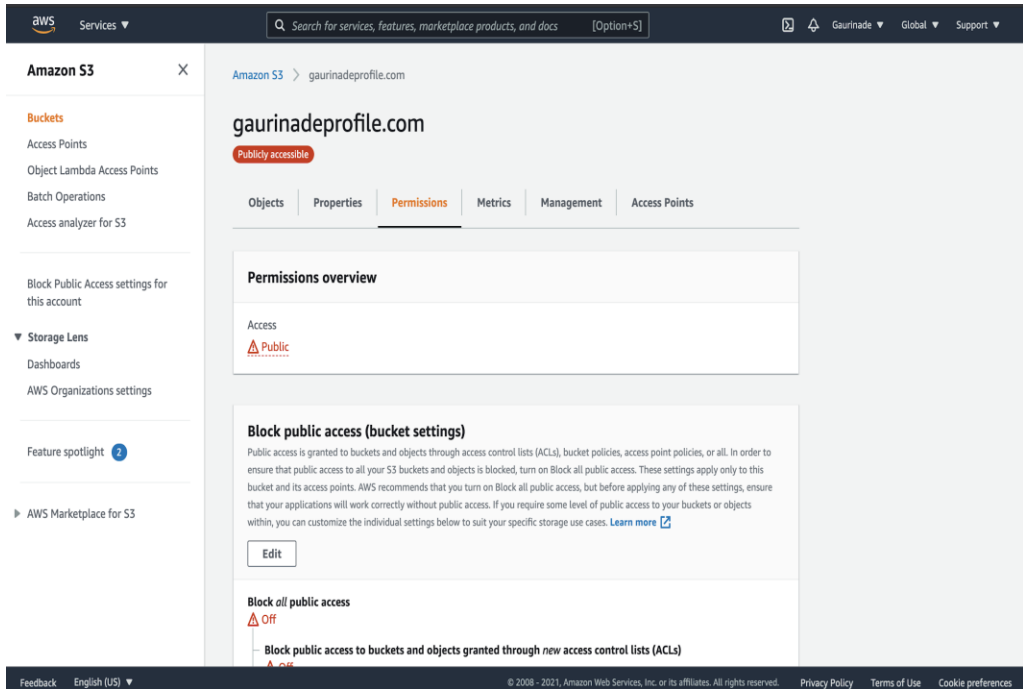 aws Services ▼ Search for services, features, marketplace products, and docs [Option+S] Gaurinade ▼ Global ▼ Support ▼
Amazon S3 X
Buckets
Access Points
Object Lambda Access Points
Batch Operations
Access analyzer for S3
Block Public Access settings for
this account
▼ Storage Lens
Dashboards
AWS Organizations settings
Feature spotlight 2
▶ AWS Marketplace for S3
Amazon S3 > gaurinadeprofile.com
gaurinadeprofile.com
Publicly accessible
Objects Properties Permissions Metrics Management Access Points
Permissions overview
Access
Public
Block public access (bucket settings)
Public access is granted to buckets and objects through access control lists (ACLs), bucket policies, access point policies, or all. In order to
ensure that public access to all your S3 buckets and objects is blocked, turn on Block all public access. These settings apply only to this
bucket and its access points. AWS recommends that you turn on Block all public access, but before applying any of these settings, ensure
that your applications will work correctly without public access. If you require some level of public access to your buckets or objects
within, you can customize the individual settings below to suit your specific storage use cases. Learn more
Edit
Block all public access
Off
Block public access to buckets and objects granted through new access control lists (ACLs)
Off
Feedback English (US) ▼ © 2008 - 2021, Amazon Web Services, Inc. or its affiliates. All rights reserved. Privacy Policy Terms of Use Cookie preferences